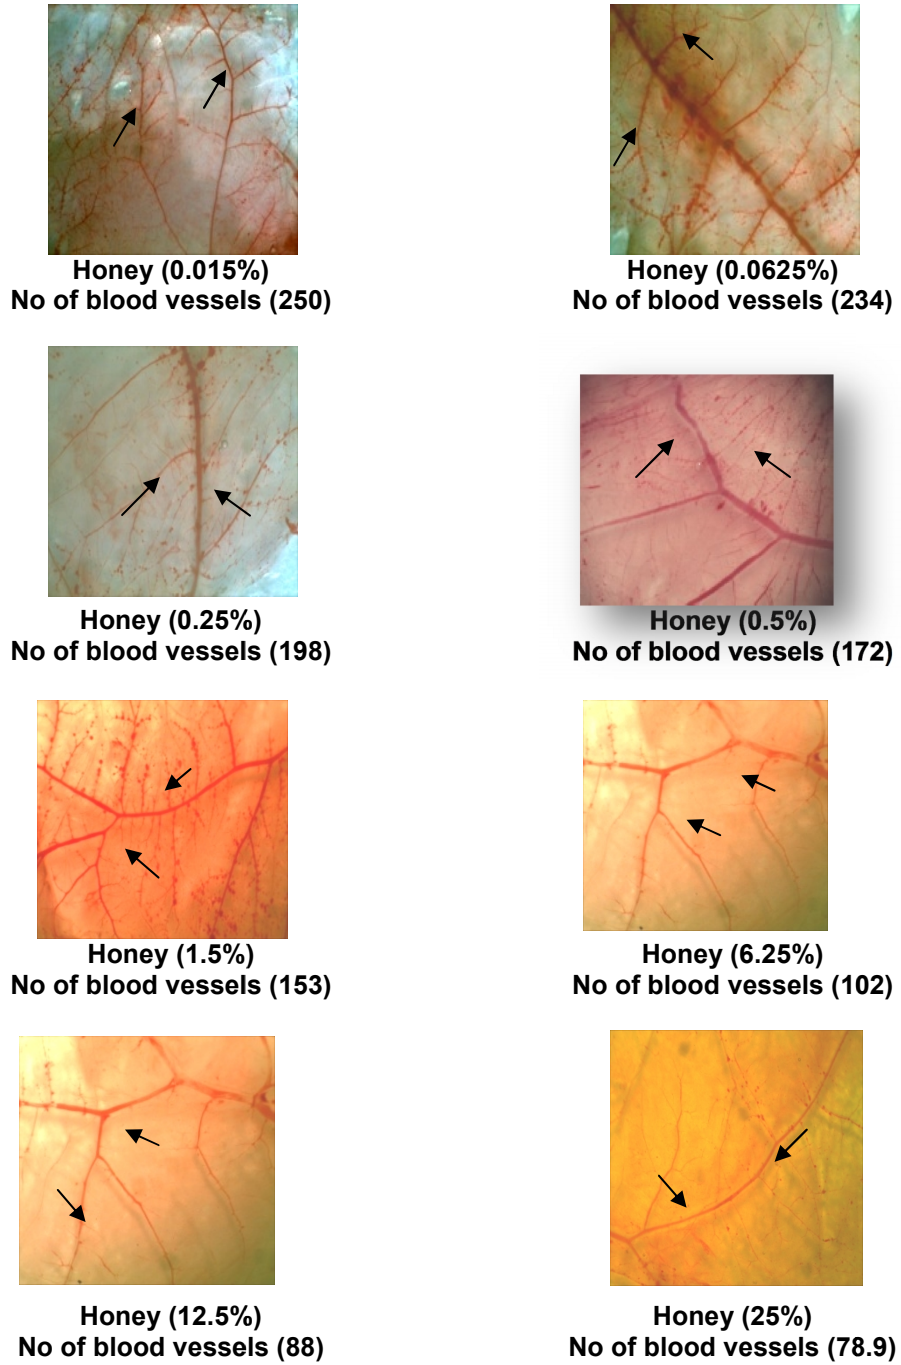 Honey (0.015%)
No of blood vessels (250)
Honey (0.0625%)
No of blood vessels (234)
Honey (0.25%)
No of blood vessels (198)
Honey (0.5%)
No of blood vessels (172)
Honey (1.5%)
No of blood vessels (153)
Honey (6.25%)
No of blood vessels (102)
Honey (12.5%)
No of blood vessels (88)
Honey (25%)
No of blood vessels (78.9)